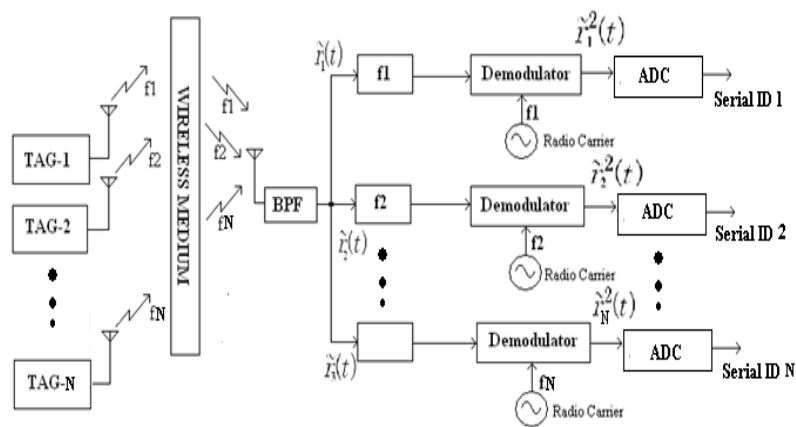 TAG-1
TAG-2
TAG-N
f1
f2
fN
WIRELESS MEDIUM
f1
f2
fN
BPF
r̃₁(t)
f1
Demodulator
f1
Radio Carrier
r̃₁²(t)
ADC
Serial ID 1
r̃₂(t)
f2
Demodulator
f2
Radio Carrier
r̃₂²(t)
ADC
Serial ID 2
r̃₃(t)
Demodulator
fN
Radio Carrier
r̃_N²(t)
ADC
Serial ID N